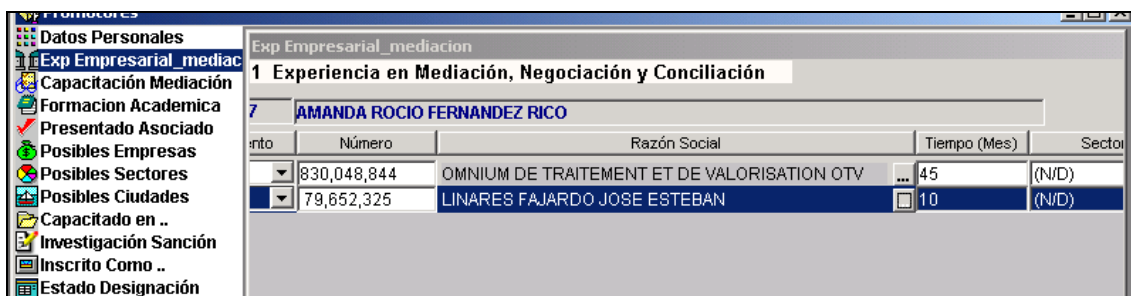 Promotores
Datos Personales
Exp Empresarial_mediac
Capacitación Mediación
Formacion Academica
Presentado Asociado
Posibles Empresas
Posibles Sectores
Posibles Ciudades
Capacitado en ..
Investigación Sanción
Inscrito Como ..
Estado Designación
Exp Empresarial_mediacion
1 Experiencia en Mediación, Negociación y Conciliación
7 AMANDA ROCIO FERNANDEZ RICO
ento Número Razón Social Tiempo (Mes) Sector
830,048,844 OMNIUM DE TRAITEMENT ET DE VALORISATION OTV ... 45 (N/D)
79,652,325 LINARES FAJARDO JOSE ESTEBAN 10 (N/D)